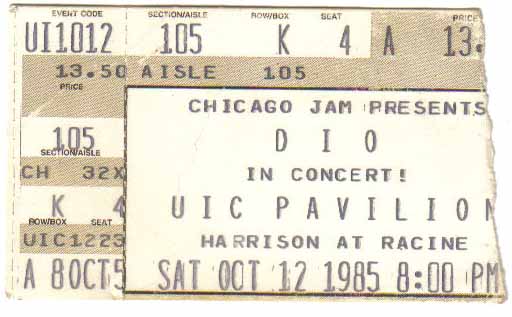 EVENT CODE SECTION/AISLE ROW/BOX SEAT PRICE
UI1012 105 K 4 A 13.
13.50 AISLE 105
PRICE
CHICAGO JAM PRESENTS
105 D I O
SECTION/AISLE
CH 32X IN CONCERT!
K 4 UIC PAVILION
ROW/BOX SEAT
UIC1223 HARRISON AT RACINE
A 8OCT5 SAT OCT 12 1985 8:00 PM